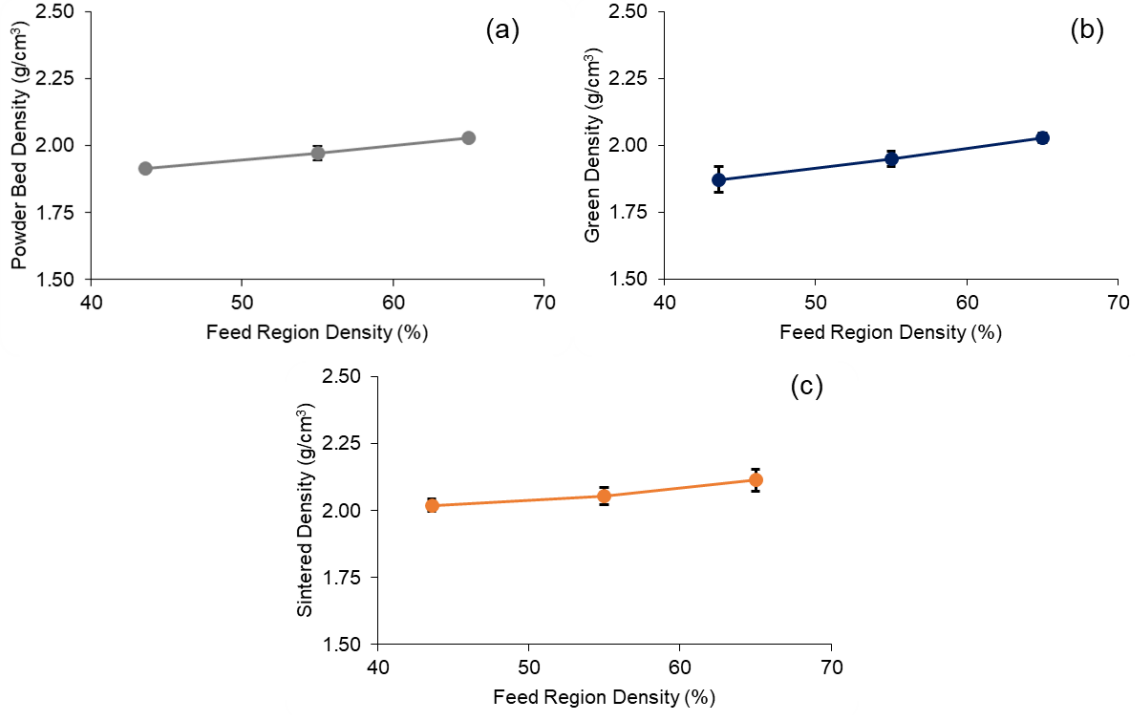 (a)
Powder Bed Density (g/cm³)
2.50
2.25
2.00
1.75
1.50
40 50 60 70
Feed Region Density (%)
(b)
Green Density (g/cm³)
2.50
2.25
2.00
1.75
1.50
40 50 60 70
Feed Region Density (%)
(c)
Sintered Density (g/cm³)
2.50
2.25
2.00
1.75
1.50
40 50 60 70
Feed Region Density (%)